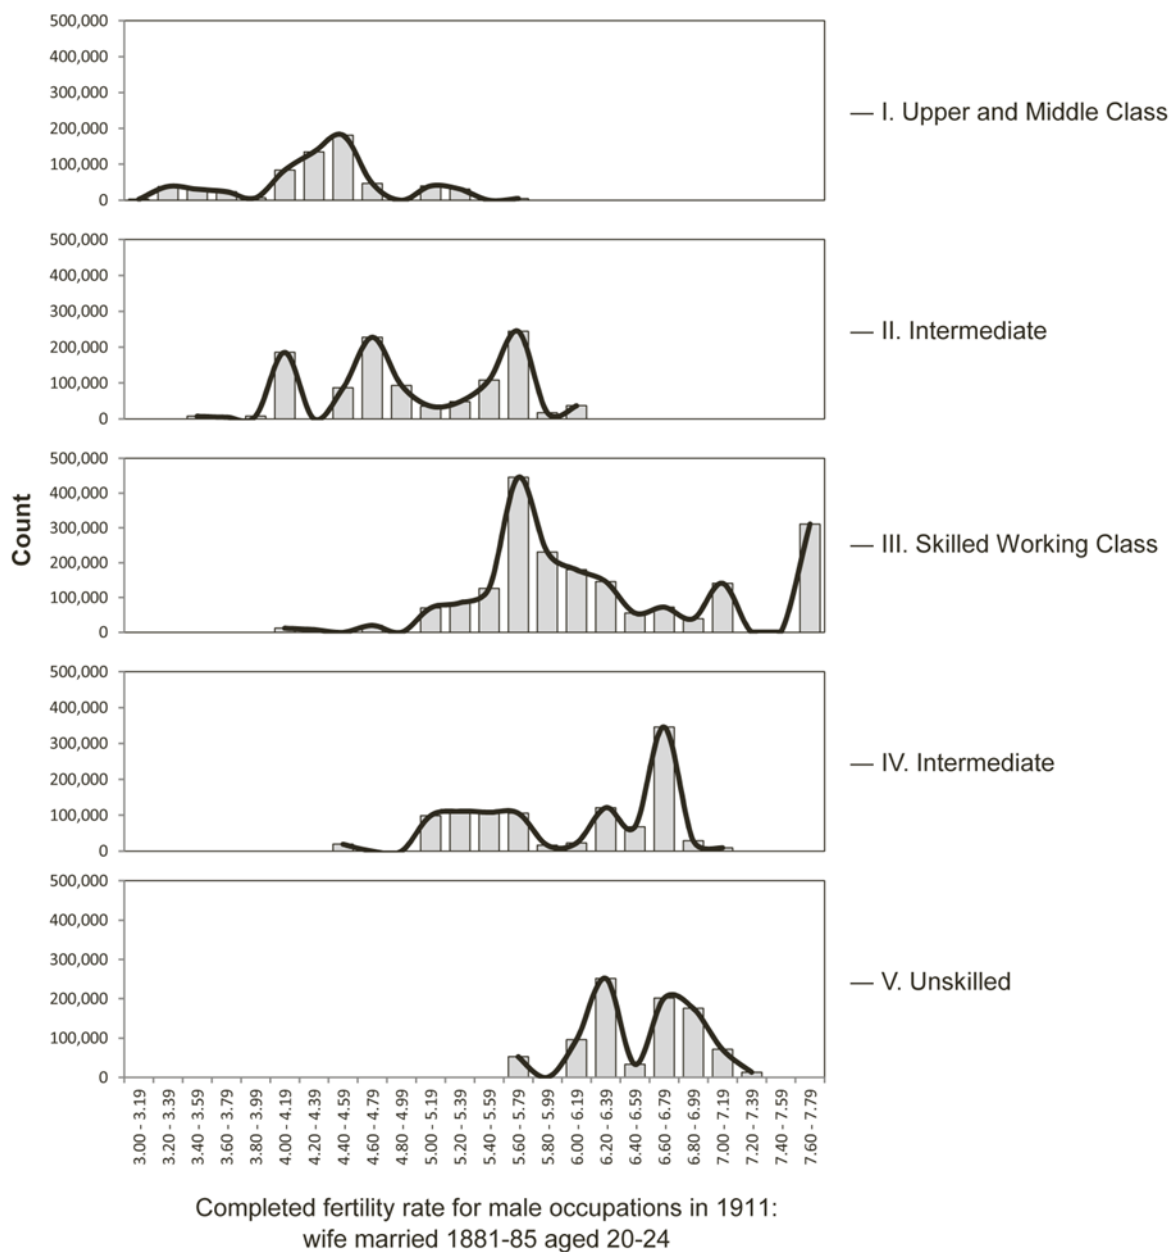 500,000
400,000
300,000
200,000
100,000
0
I. Upper and Middle Class
500,000
400,000
300,000
200,000
100,000
0
II. Intermediate
Count
500,000
400,000
300,000
200,000
100,000
0
III. Skilled Working Class
500,000
400,000
300,000
200,000
100,000
0
IV. Intermediate
500,000
400,000
300,000
200,000
100,000
0
V. Unskilled
3.00 - 3.19
3.20 - 3.39
3.40 - 3.59
3.60 - 3.79
3.80 - 3.99
4.00 - 4.19
4.20 - 4.39
4.40 - 4.59
4.60 - 4.79
4.80 - 4.99
5.00 - 5.19
5.20 - 5.39
5.40 - 5.59
5.60 - 5.79
5.80 - 5.99
6.00 - 6.19
6.20 - 6.39
6.40 - 6.59
6.60 - 6.79
6.80 - 6.99
7.00 - 7.19
7.20 - 7.39
7.40 - 7.59
7.60 - 7.79
Completed fertility rate for male occupations in 1911:
wife married 1881-85 aged 20-24